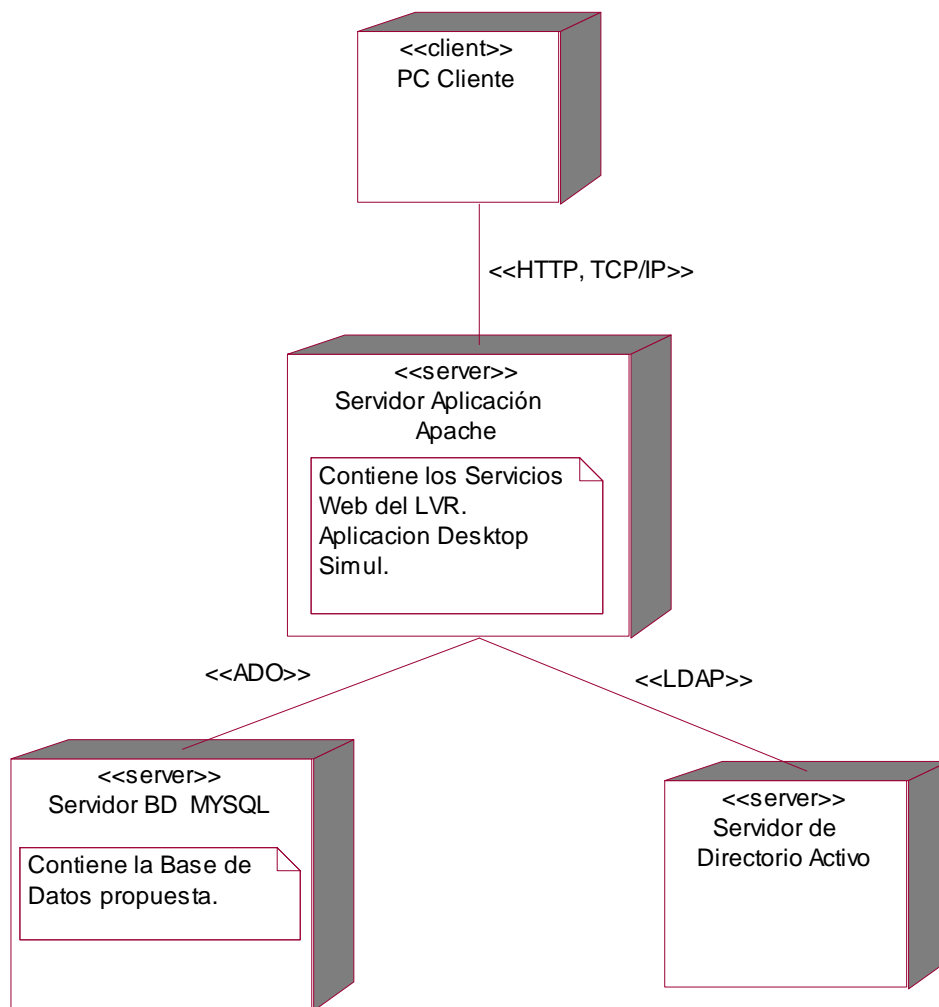 <<client>>
PC Cliente
<<HTTP, TCP/IP>>
<<server>>
Servidor Aplicación
Apache
Contiene los Servicios
Web del LVR.
Aplicacion Desktop
Simul.
<<ADO>>
<<LDAP>>
<<server>>
Servidor BD MYSQL
Contiene la Base de
Datos propuesta.
<<server>>
Servidor de
Directorio Activo